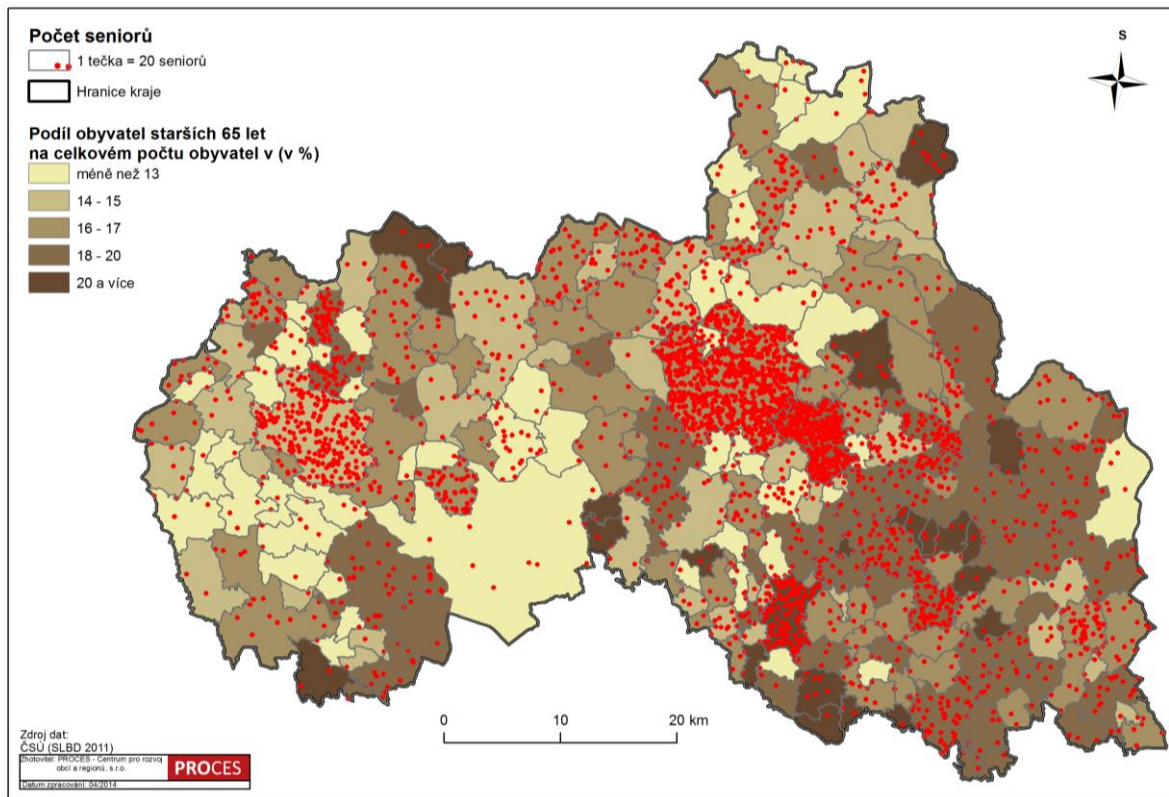 Počet seniorů
1 tečka = 20 seniorů
Hranice kraje
Podíl obyvatel starších 65 let
na celkovém počtu obyvatel v (v %)
méně než 13
14 - 15
16 - 17
18 - 20
20 a více
S
0 10 20 km
Zdroj dat:
ČSÚ (SLBD 2011)
Zhotovitel: PROCES - Centrum pro rozvoj
obcí a regionů, s.r.o.
PROCES
Datum zpracování: 04/2014